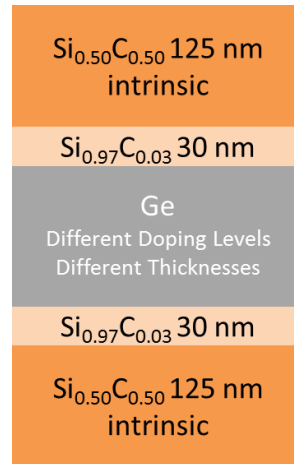 Si0.50C0.50 125 nm
intrinsic
Si0.97C0.03 30 nm
Ge
Different Doping Levels
Different Thicknesses
Si0.97C0.03 30 nm
Si0.50C0.50 125 nm
intrinsic